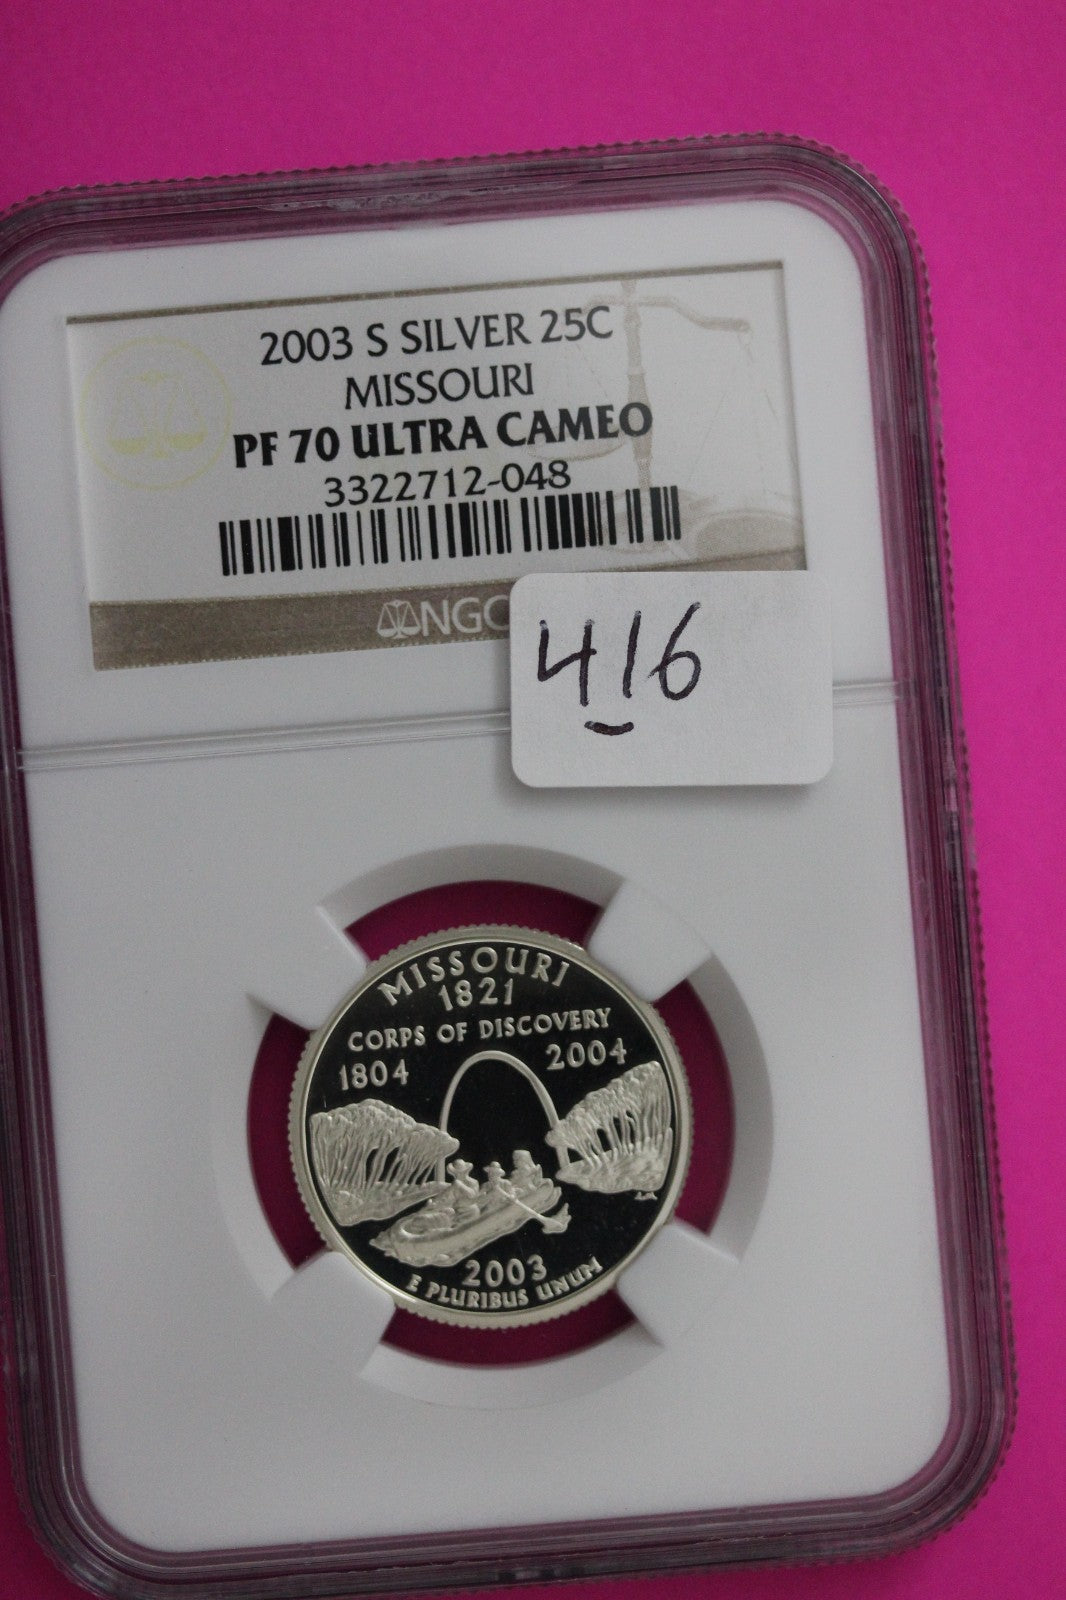 2003 S SILVER 25C
MISSOURI
PF 70 ULTRA CAMEO
3322712-048
NGC
416
MISSOURI
1821
CORPS OF DISCOVERY
1804 2004
2003
E PLURIBUS UNUM